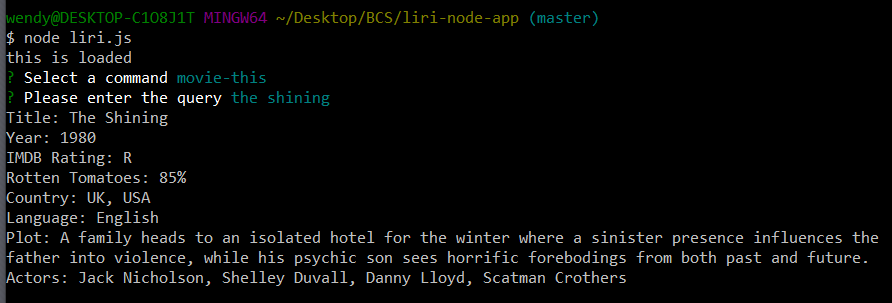 wendy@DESKTOP-C1O8J1T MINGW64 ~/Desktop/BCS/liri-node-app (master)
$ node liri.js
this is loaded
? Select a command movie-this
? Please enter the query the shining
Title: The Shining
Year: 1980
IMDB Rating: R
Rotten Tomatoes: 85%
Country: UK, USA
Language: English
Plot: A family heads to an isolated hotel for the winter where a sinister presence influences the
father into violence, while his psychic son sees horrific forebodings from both past and future.
Actors: Jack Nicholson, Shelley Duvall, Danny Lloyd, Scatman Crothers